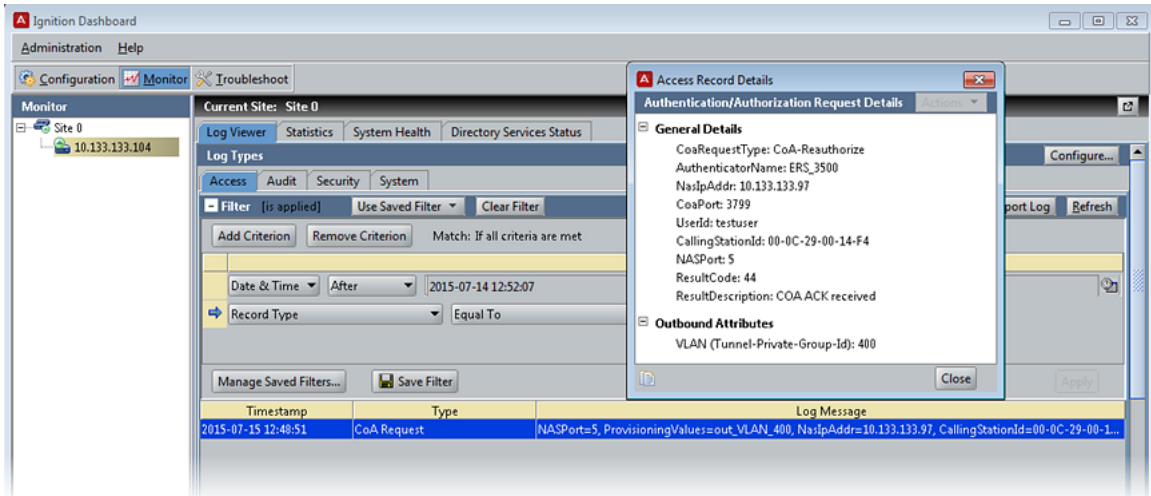 Ignition Dashboard
Administration Help
Configuration Monitor Troubleshoot
Monitor
Site 0
10.133.133.104
Current Site: Site 0
Log Viewer Statistics System Health Directory Services Status
Log Types
Configure...
Access Audit Security System
Filter [is applied] Use Saved Filter Clear Filter
port Log Refresh
Add Criterion Remove Criterion Match: If all criteria are met
Date & Time After 2015-07-14 12:52:07
Record Type Equal To
Manage Saved Filters... Save Filter
Apply
Timestamp Type Log Message
2015-07-15 12:48:51 CoA Request NASPort=5, ProvisioningValues=out_VLAN_400, NasIpAddr=10.133.133.97, CallingStationId=00-0C-29-00-1...
Access Record Details
Authentication/Authorization Request Details Actions
General Details
CoaRequestType: CoA-Reauthorize
AuthenticatorName: ERS_3500
NasIpAddr: 10.133.133.97
CoaPort: 3799
UserId: testuser
CallingStationId: 00-0C-29-00-14-F4
NASPort: 5
ResultCode: 44
ResultDescription: COA ACK received
Outbound Attributes
VLAN (Tunnel-Private-Group-Id): 400
Close